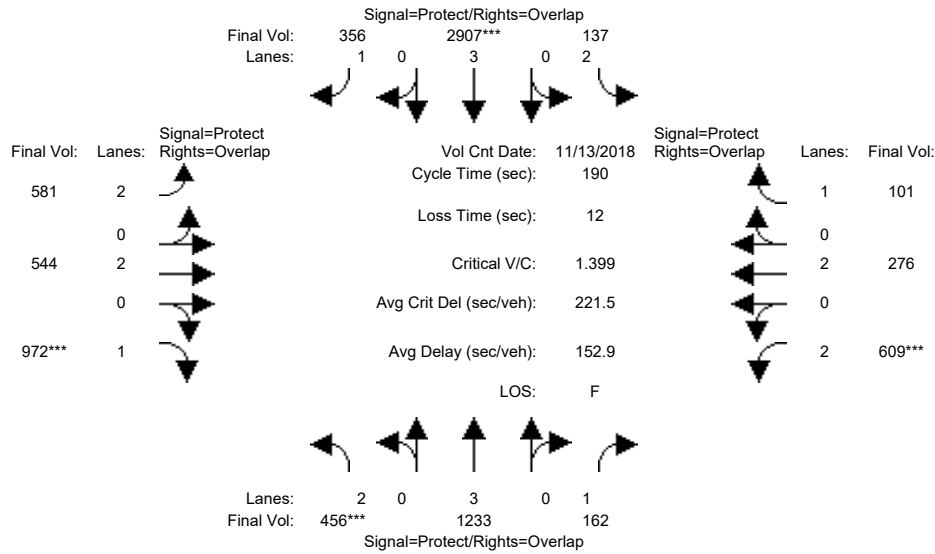 Signal=Protect/Rights=Overlap
Final Vol: 356 2907*** 137
Lanes: 1 0 3 0 2
Signal=Protect Signal=Protect
Final Vol: Lanes: Rights=Overlap Vol Cnt Date: 11/13/2018 Rights=Overlap Lanes: Final Vol:
Cycle Time (sec): 190
581 2 1 101
Loss Time (sec): 12
0 0
544 2 Critical V/C: 1.399 2 276
0 Avg Crit Del (sec/veh): 221.5 0
972*** 1 Avg Delay (sec/veh): 152.9 2 609***
LOS: F
Lanes: 2 0 3 0 1
Final Vol: 456*** 1233 162
Signal=Protect/Rights=Overlap